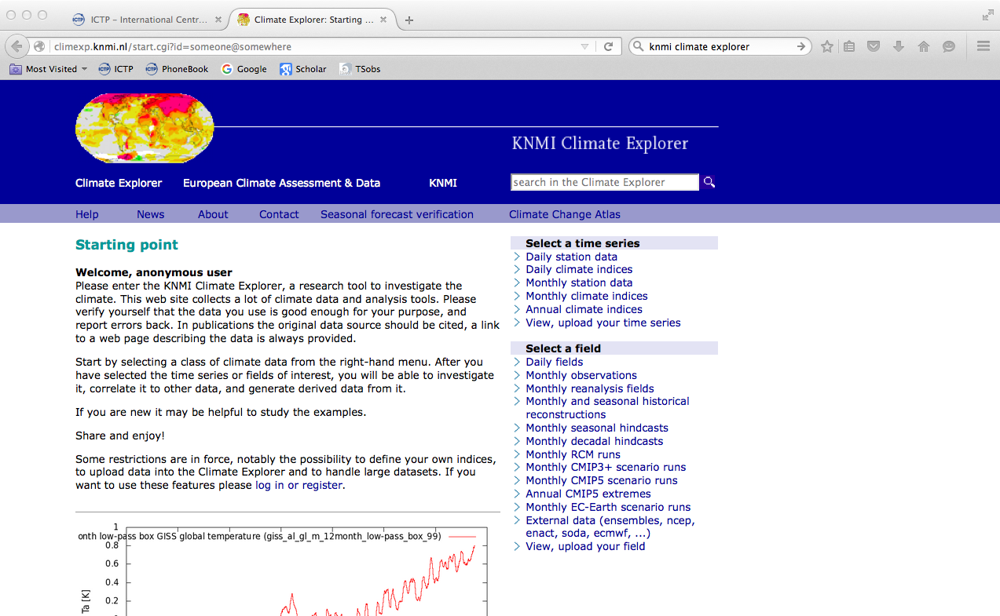 ICTP – International Centr...
Climate Explorer: Starting ...
climexp.knmi.nl/start.cgi?id=someone@somewhere
knmi climate explorer
Most Visited
ICTP
PhoneBook
Google
Scholar
TSobs
KNMI Climate Explorer
Climate Explorer
European Climate Assessment & Data
KNMI
search in the Climate Explorer
Help
News
About
Contact
Seasonal forecast verification
Climate Change Atlas
Starting point
Welcome, anonymous user
Please enter the KNMI Climate Explorer, a research tool to investigate the
climate. This web site collects a lot of climate data and analysis tools. Please
verify yourself that the data you use is good enough for your purpose, and
report errors back. In publications the original data source should be cited, a link
to a web page describing the data is always provided.
Start by selecting a class of climate data from the right-hand menu. After you
have selected the time series or fields of interest, you will be able to investigate
it, correlate it to other data, and generate derived data from it.
If you are new it may be helpful to study the examples.
Share and enjoy!
Some restrictions are in force, notably the possibility to define your own indices,
to upload data into the Climate Explorer and to handle large datasets. If you
want to use these features please log in or register.
1
onth low-pass box GISS global temperature (giss_al_gl_m_12month_low-pass_box_99)
0.8
0.6
0.4
0.2
Ta [K]
Select a time series
Daily station data
Daily climate indices
Monthly station data
Monthly climate indices
Annual climate indices
View, upload your time series
Select a field
Daily fields
Monthly observations
Monthly reanalysis fields
Monthly and seasonal historical
reconstructions
Monthly seasonal hindcasts
Monthly decadal hindcasts
Monthly RCM runs
Monthly CMIP3+ scenario runs
Monthly CMIP5 scenario runs
Annual CMIP5 extremes
Monthly EC-Earth scenario runs
External data (ensembles, ncep,
enact, soda, ecmwf, ...)
View, upload your field